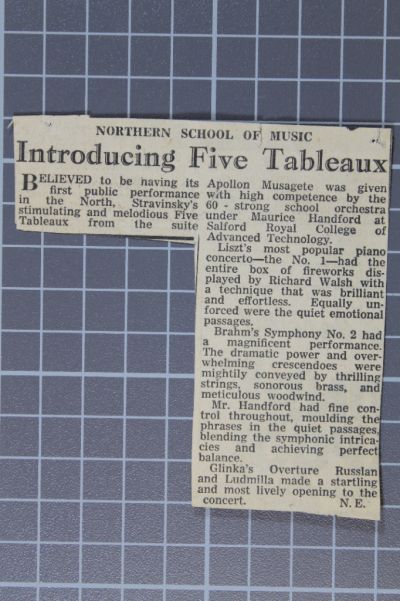 NORTHERN SCHOOL OF MUSIC
Introducing Five Tableaux
BELIEVED to be having its
first public performance
in the North, Stravinsky's
stimulating and melodious Five
Tableaux from the suite
Apollon Musagete was given
with high competence by the
60 - strong school orchestra
under Maurice Handford at
Salford Royal College of
Advanced Technology.
Liszt's most popular piano
concerto—the No. 1—had the
entire box of fireworks dis-
played by Richard Walsh with
a technique that was brilliant
and effortless. Equally un-
forced were the quiet emotional
passages.
Brahm's Symphony No. 2 had
a magnificent performance.
The dramatic power and over-
whelming crescendoes were
mightily conveyed by thrilling
strings, sonorous brass, and
meticulous woodwind.
Mr. Handford had fine con-
trol throughout, moulding the
phrases in the quiet passages,
blending the symphonic intrica-
cies and achieving perfect
balance.
Glinka's Overture Russlan
and Ludmilla made a startling
and most lively opening to the
concert. N.E.